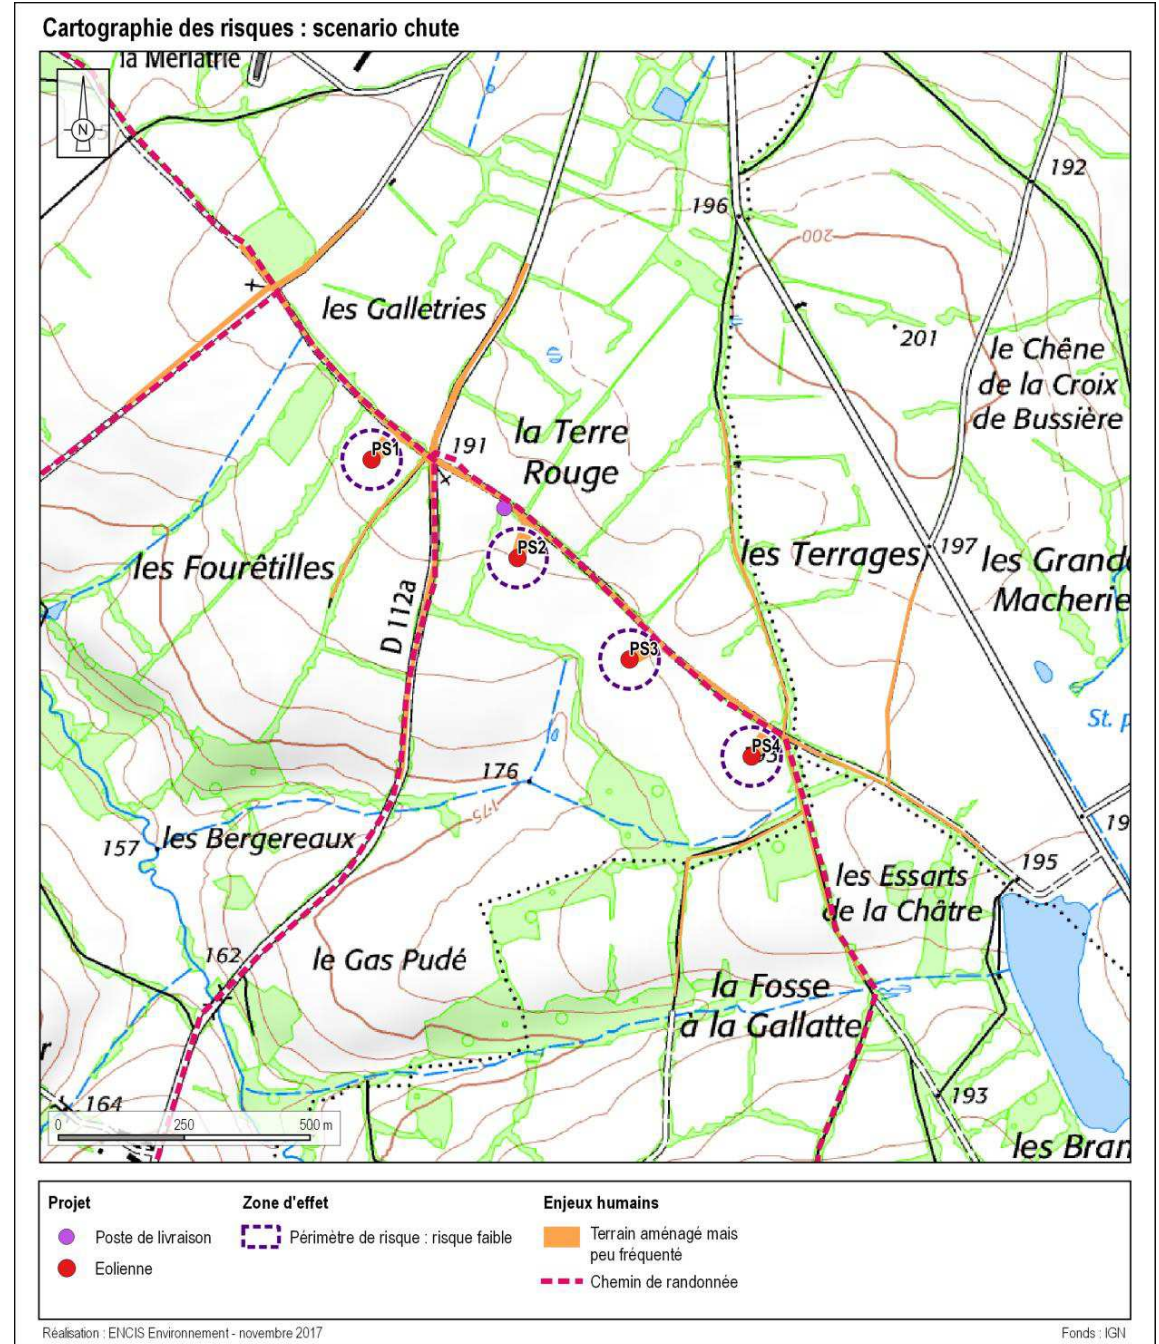 Cartographie des risques : scenario chute
la Merlatrie
N
192
196
200
les Galletries
201
le Chêne
de la Croix
de Bussière
la Terre
Rouge
PS1
191
PS2
les Terrages
197
les Grand
Macherie
les Fourêtilles
D 112a
PS3
St. p
PS4
93
176
175
19
157
les Bergereaux
195
les Essarts
de la Châtre
162
le Gas Pudé
la Fosse
à la Gallatte
r
193
164
0 250 500 m
les Bran
Projet
Poste de livraison
Eolienne
Zone d'effet
Périmètre de risque : risque faible
Enjeux humains
Terrain aménagé mais
peu fréquenté
Chemin de randonnée
Réalisation : ENCIS Environnement - novembre 2017
Fonds : IGN